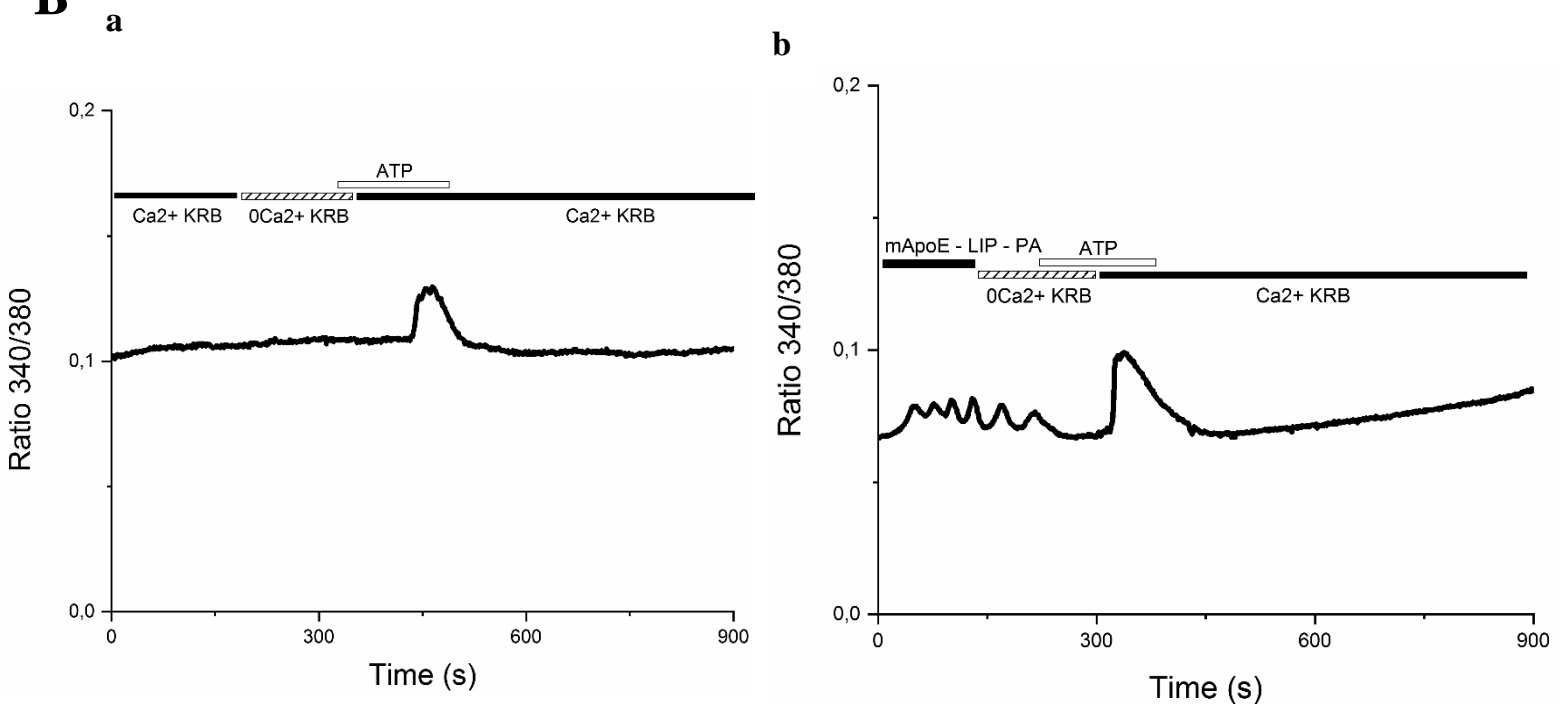 B
a
0,2
ATP
Ca2+ KRB 0Ca2+ KRB Ca2+ KRB
0,1
Ratio 340/380
0,0
0 300 600 900
Time (s)
b
0,2
mApoE - LIP - PA ATP
0Ca2+ KRB Ca2+ KRB
0,1
Ratio 340/380
0,0
0 300 600 900
Time (s)